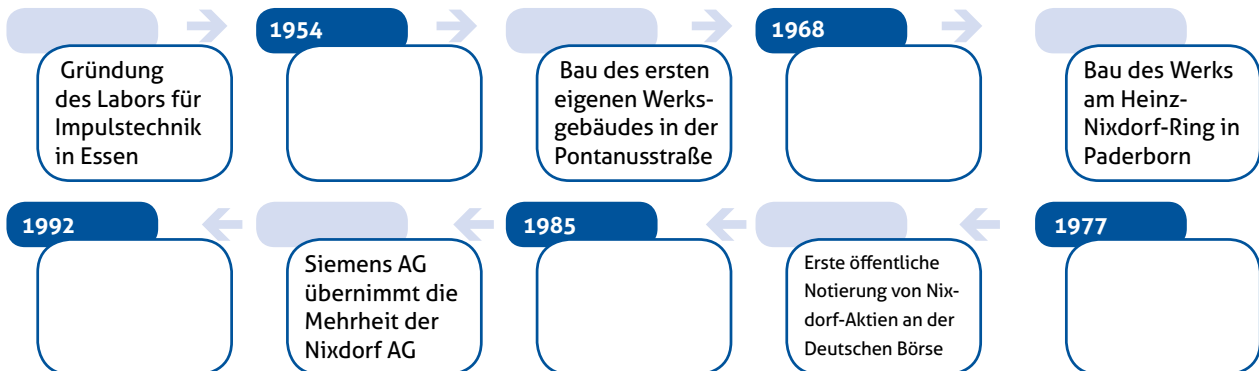 1954
1968
Gründung
des Labors für
Impulstechnik
in Essen
Bau des ersten
eigenen Werks-
gebäudes in der
Pontanusstraße
Bau des Werks
am Heinz-
Nixdorf-Ring in
Paderborn
1992
1985
1977
Siemens AG
übernimmt die
Mehrheit der
Nixdorf AG
Erste öffentliche
Notierung von Nix-
dorf-Aktien an der
Deutschen Börse